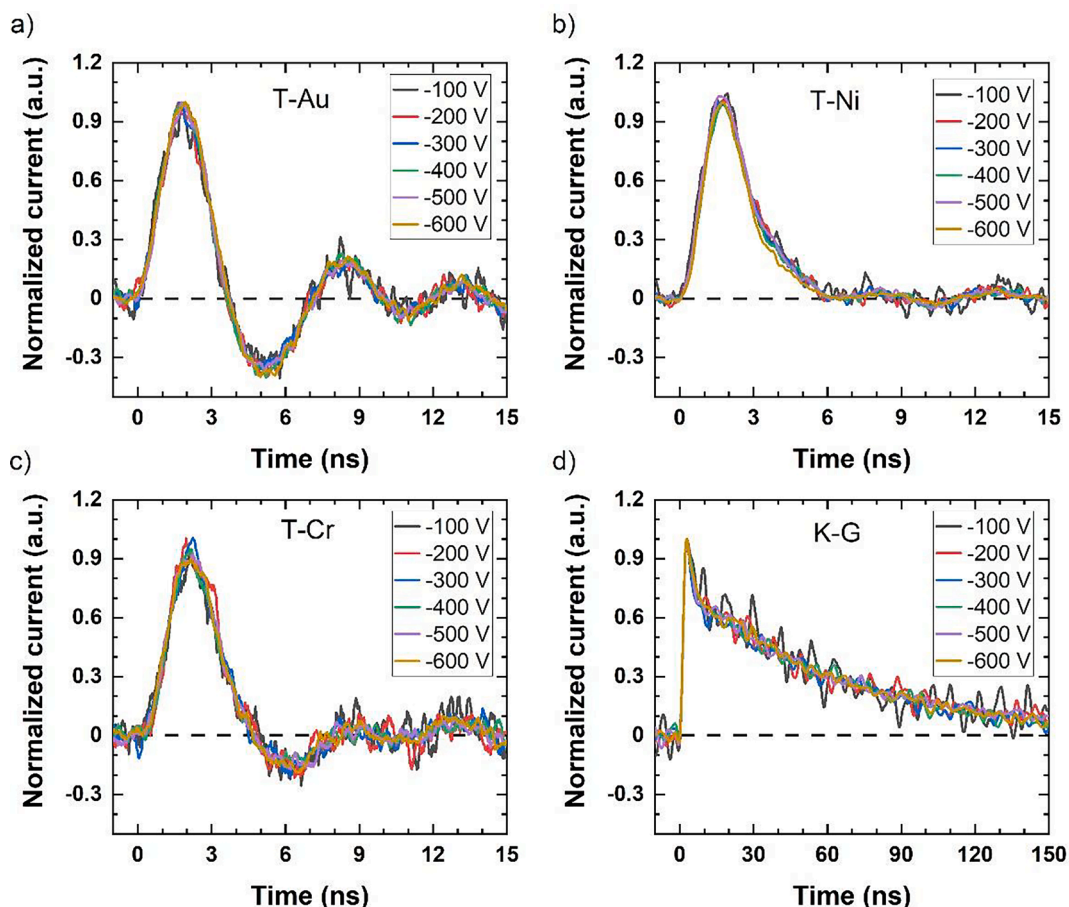 a)
Normalized current (a.u.)
1.2
0.9
0.6
0.3
0
-0.3
T-Au
-100 V
-200 V
-300 V
-400 V
-500 V
-600 V
0 3 6 9 12 15
Time (ns)
b)
Normalized current (a.u.)
1.2
0.9
0.6
0.3
0
-0.3
T-Ni
-100 V
-200 V
-300 V
-400 V
-500 V
-600 V
0 3 6 9 12 15
Time (ns)
c)
Normalized current (a.u.)
1.2
0.9
0.6
0.3
0
-0.3
T-Cr
-100 V
-200 V
-300 V
-400 V
-500 V
-600 V
0 3 6 9 12 15
Time (ns)
d)
Normalized current (a.u.)
1.2
0.9
0.6
0.3
0
-0.3
K-G
-100 V
-200 V
-300 V
-400 V
-500 V
-600 V
0 30 60 90 120 150
Time (ns)